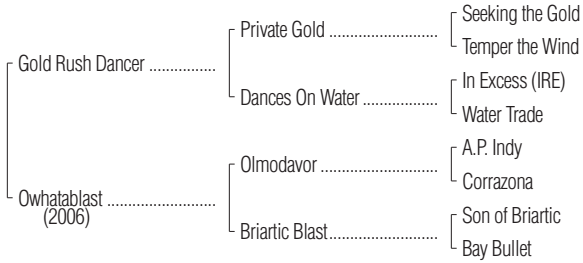 Seeking the Gold
Private Gold ..........................
Temper the Wind
Gold Rush Dancer ................
In Excess (IRE)
Dances On Water ..................
Water Trade
A.P. Indy
Olmodavor ............................
Corrazona
Owhatablast ..........................
(2006)
Son of Briartic
Briartic Blast..........................
Bay Bullet